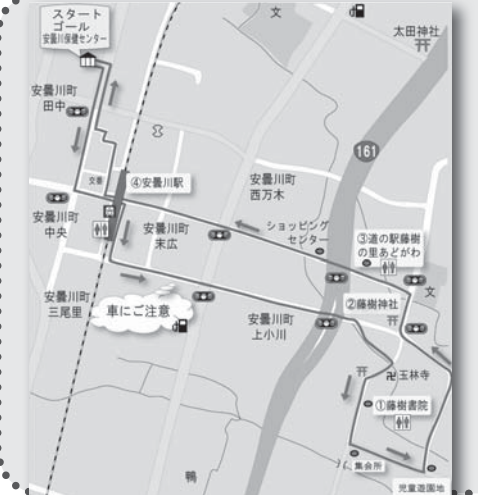 スタート
ゴール
安曇川保健センター
文
太田神社
安曇川町
田中
161
交番
④安曇川駅
安曇川町
西万木
安曇川町
中央
安曇川町
末広
ショッピング
センター
③道の駅藤樹
の里あどがわ
文
安曇川町
三尾里
車にご注意
②藤樹神社
安曇川町
上小川
卍玉林寺
①藤樹書院
集会所
鴨
児童遊園地